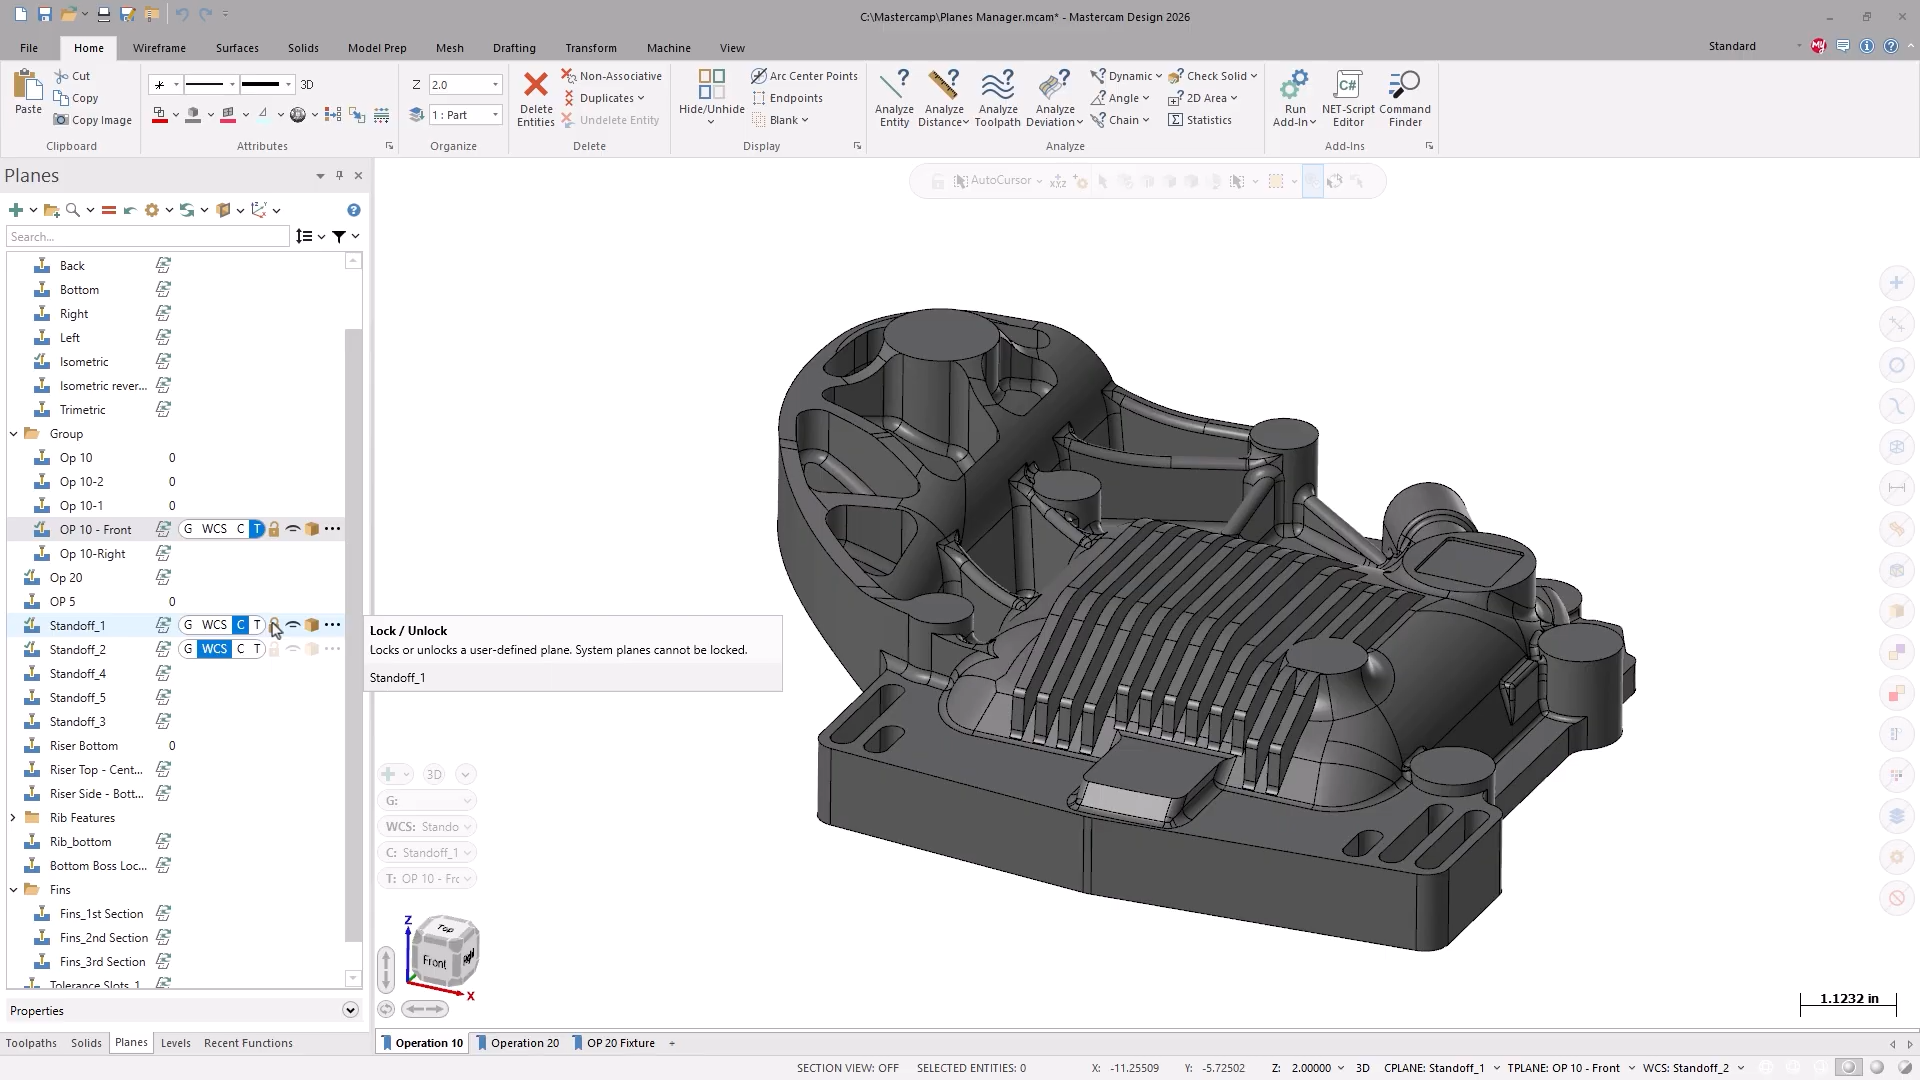 C:\Mastercamp\Planes Manager.mcam* - Mastercam Design 2026
File Home Wireframe Surfaces Solids Model Prep Mesh Drafting Transform Machine View Standard
Paste
Cut
Copy
Copy Image
Clipboard
3D
Attributes
Z 2.0
1 : Part
Organize
Delete Entities
Non-Associative
Duplicates
Undelete Entity
Delete
Hide/Unhide
Arc Center Points
Endpoints
Blank
Display
Analyze Entity
Analyze Distance
Analyze Toolpath
Analyze Deviation
Dynamic
Angle
Chain
Check Solid
2D Area
Statistics
Analyze
Run Add-In
NET-Script Editor
Command Finder
Add-Ins
Planes
Search...
AutoCursor
Back
Bottom
Right
Left
Isometric
Isometric rever...
Trimetric
Group
Op 10 0
Op 10-2 0
Op 10-1 0
OP 10 - Front G WCS C T
Op 10-Right
Op 20
OP 5 0
Standoff_1 G WCS C T
Standoff_2 G WCS C T
Standoff_4
Standoff_5
Standoff_3
Riser Bottom 0
Riser Top - Cent...
Riser Side - Bott...
Rib Features
Rib_bottom
Bottom Boss Loc...
Fins
Fins_1st Section
Fins_2nd Section
Fins_3rd Section
Tolerance Slots_1
Properties
Lock / Unlock
Locks or unlocks a user-defined plane. System planes cannot be locked.
Standoff_1
3D
G:
WCS: Stando
C: Standoff_1
T: OP 10 - Frc
Z
Top
Front
Right
X
1.1232 in
Toolpaths Solids Planes Levels Recent Functions
Operation 10 Operation 20 OP 20 Fixture +
SECTION VIEW: OFF SELECTED ENTITIES: 0 X: -11.25509 Y: -5.72502 Z: 2.00000 3D CPLANE: Standoff_1 TPLANE: OP 10 - Front WCS: Standoff_2